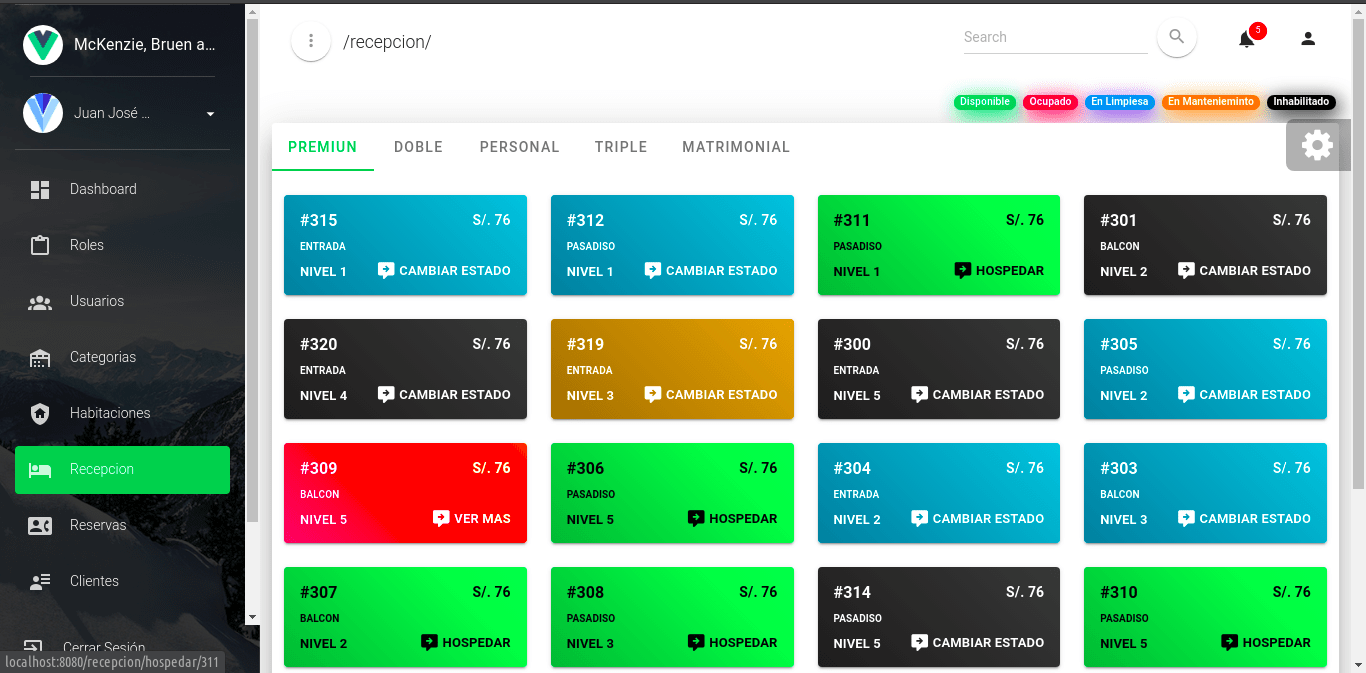 McKenzie, Bruen a...
/recepcion/
Search
5
Juan José ...
Disponible Ocupado En Limpiesa En Mantenieminto Inhabilitado
PREMIUN DOBLE PERSONAL TRIPLE MATRIMONIAL
Dashboard
Roles
Usuarios
Categorias
Habitaciones
Recepcion
Reservas
Clientes
Cerrar Sesión
localhost:8080/recepcion/hospedar/311
#315 S/. 76
ENTRADA
NIVEL 1 CAMBIAR ESTADO
#312 S/. 76
PASADISO
NIVEL 1 CAMBIAR ESTADO
#311 S/. 76
PASADISO
NIVEL 1 HOSPEDAR
#301 S/. 76
BALCON
NIVEL 2 CAMBIAR ESTADO
#320 S/. 76
ENTRADA
NIVEL 4 CAMBIAR ESTADO
#319 S/. 76
ENTRADA
NIVEL 3 CAMBIAR ESTADO
#300 S/. 76
ENTRADA
NIVEL 5 CAMBIAR ESTADO
#305 S/. 76
PASADISO
NIVEL 2 CAMBIAR ESTADO
#309 S/. 76
BALCON
NIVEL 5 VER MAS
#306 S/. 76
PASADISO
NIVEL 5 HOSPEDAR
#304 S/. 76
ENTRADA
NIVEL 2 CAMBIAR ESTADO
#303 S/. 76
BALCON
NIVEL 3 CAMBIAR ESTADO
#307 S/. 76
BALCON
NIVEL 2 HOSPEDAR
#308 S/. 76
PASADISO
NIVEL 3 HOSPEDAR
#314 S/. 76
PASADISO
NIVEL 5 CAMBIAR ESTADO
#310 S/. 76
PASADISO
NIVEL 5 HOSPEDAR